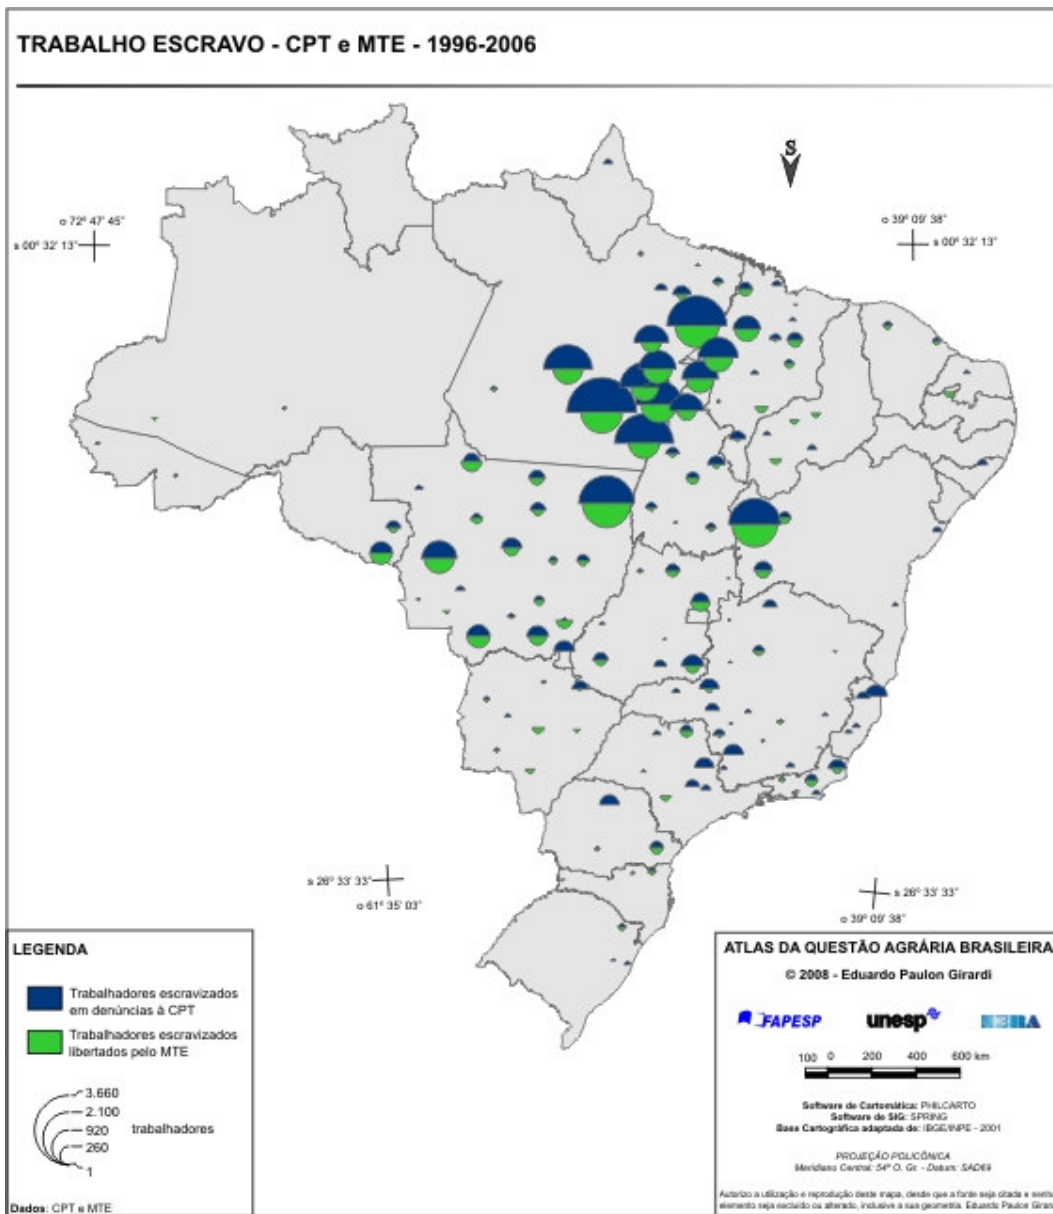 TRABALHO ESCRAVO - CPT e MTE - 1996-2006
S
o 72º 47' 45"
s 00º 32' 13"
o 39º 09' 38"
s 00º 32' 13"
s 26º 33' 33"
o 61º 35' 03"
s 26º 33' 33"
o 39º 09' 38"
LEGENDA
Trabalhadores escravizados
em denúncias à CPT
Trabalhadores escravizados
libertados pelo MTE
3.660
2.100
920
260
1
trabalhadores
Dados: CPT e MTE
ATLAS DA QUESTÃO AGRÁRIA BRASILEIRA
© 2008 - Eduardo Paulon Girardi
FAPESP
unesp
100 0 200 400 600 km
Software de Cartomática: PHILCARTO
Software de SIG: SPRING
Base Cartográfica adaptada de: IBGE/INPE - 2001
PROJEÇÃO POLICÔNICA
Meridiano Central: 54º O. Gr. - Datum: SAD69
Autorizo a utilização e reprodução deste mapa, desde que a fonte seja citada e
elemento seja excluído ou alterado, inclusive a sua geometria. Eduardo Paulon